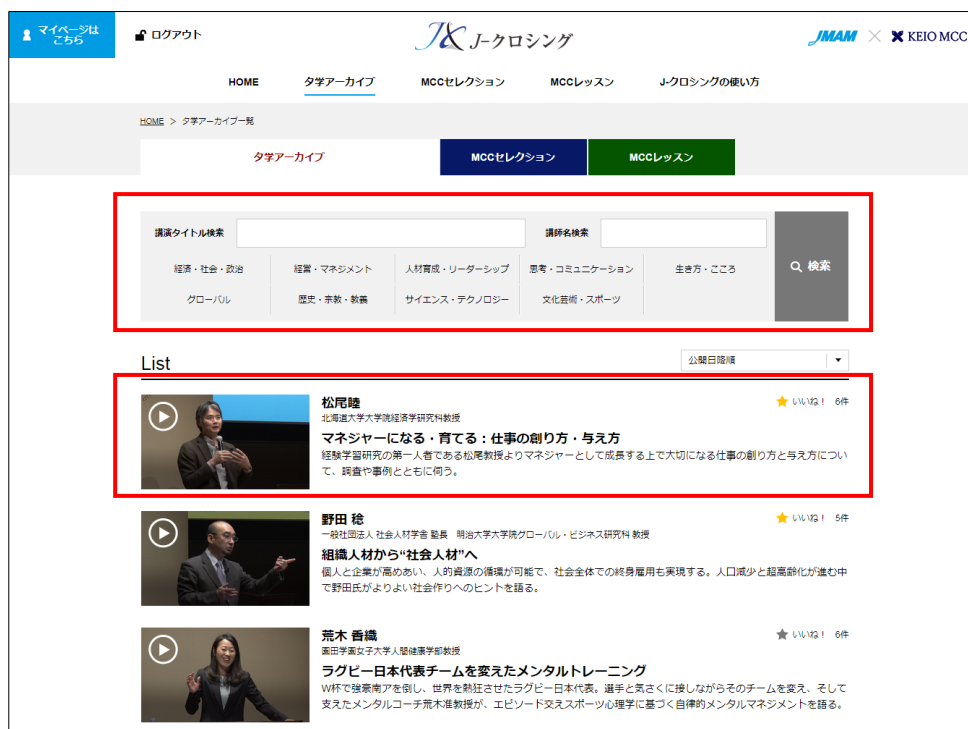 マイページは
こちら
ログアウト
J-クロシング
JMAM × KEIO MCC
HOME 夕学アーカイブ MCCセレクション MCCレッスン J-クロシングの使い方
HOME > 夕学アーカイブ一覧
夕学アーカイブ MCCセレクション MCCレッスン
講演タイトル検索 講師名検索
検索
経済・社会・政治 経営・マネジメント 人材育成・リーダーシップ 思考・コミュニケーション 生き方・こころ
グローバル 歴史・宗教・教養 サイエンス・テクノロジー 文化芸術・スポーツ
List 公開日降順
松尾睦 いいね！ 6件
北海道大学大学院経済学研究科教授
マネジャーになる・育てる：仕事の創り方・与え方
経験学習研究の第一人者である松尾教授よりマネジャーとして成長する上で大切になる仕事の創り方と与え方につい
て、調査や事例とともに伺う。
野田 稔 いいね！ 5件
一般社団法人 社会人材学舎 塾長　明治大学大学院グローバル・ビジネス研究科 教授
組織人材から“社会人材”へ
個人と企業が高めあい、人的資源の循環が可能で、社会全体での終身雇用も実現する。人口減少と超高齢化が進む中
で野田氏がよりよい社会作りへのヒントを語る。
荒木 香織 いいね！ 6件
園田学園女子大学人間健康学部教授
ラグビー日本代表チームを変えたメンタルトレーニング
W杯で強豪南アを倒し、世界を熱狂させたラグビー日本代表。選手と気さくに接しながらそのチームを変え、そして
支えたメンタルコーチ荒木准教授が、エピソード交えスポーツ心理学に基づく自律的メンタルマネジメントを語る。